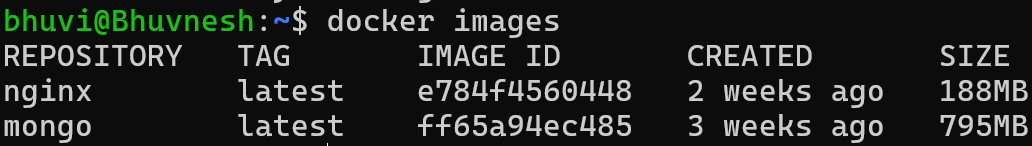 bhuvi@Bhuvnesh:~$ docker images
REPOSITORY   TAG       IMAGE ID       CREATED       SIZE
nginx        latest    e784f4560448   2 weeks ago   188MB
mongo        latest    ff65a94ec485   3 weeks ago   795MB